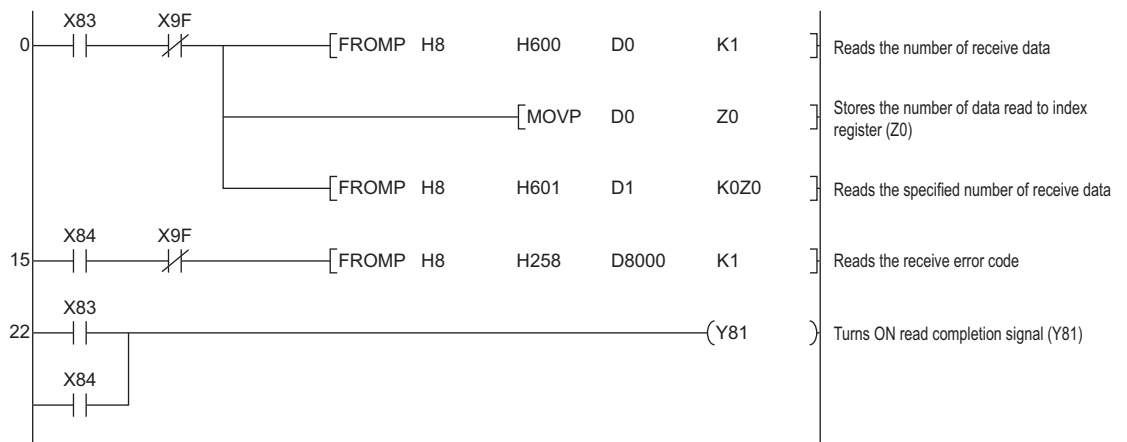 X83 X9F
0 FROMP H8 H600 D0 K1 Reads the number of receive data
MOVP D0 Z0 Stores the number of data read to index
register (Z0)
FROMP H8 H601 D1 K0Z0 Reads the specified number of receive data
X84 X9F
15 FROMP H8 H258 D8000 K1 Reads the receive error code
X83
22 Y81 Turns ON read completion signal (Y81)
X84